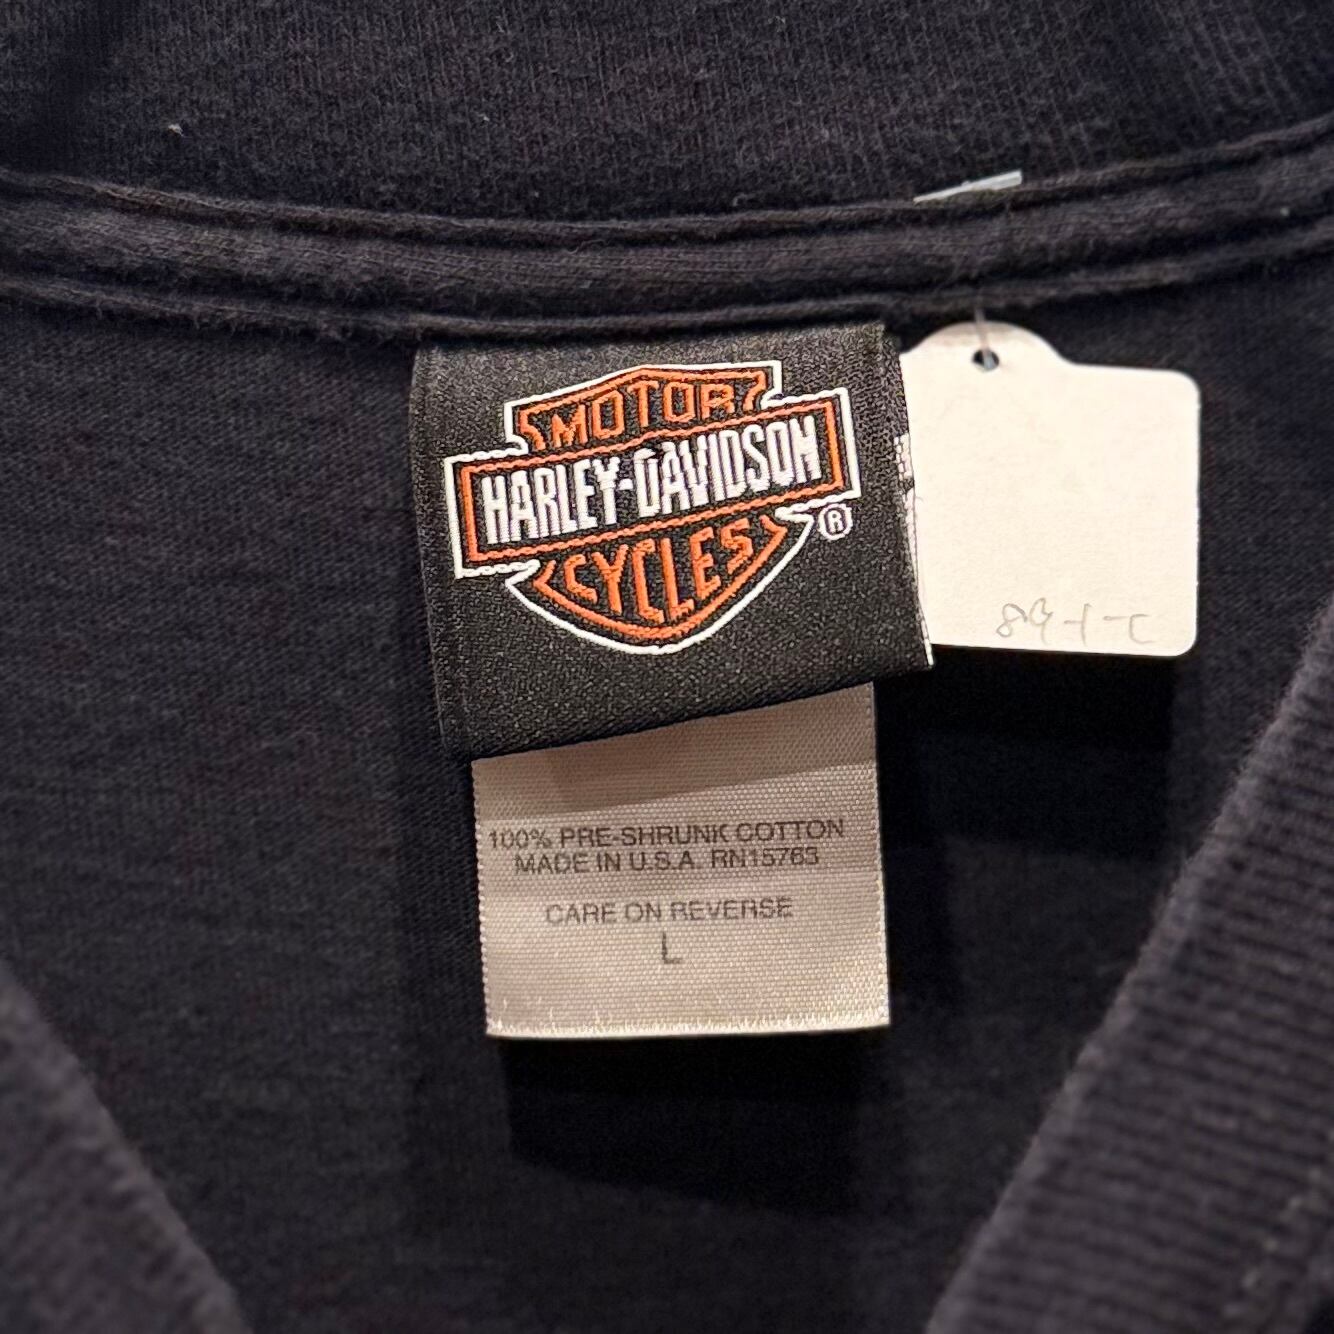 MOTOR
HARLEY-DAVIDSON
CYCLES
®
100% PRE-SHRUNK COTTON
MADE IN U.S.A. RN15763
CARE ON REVERSE
L